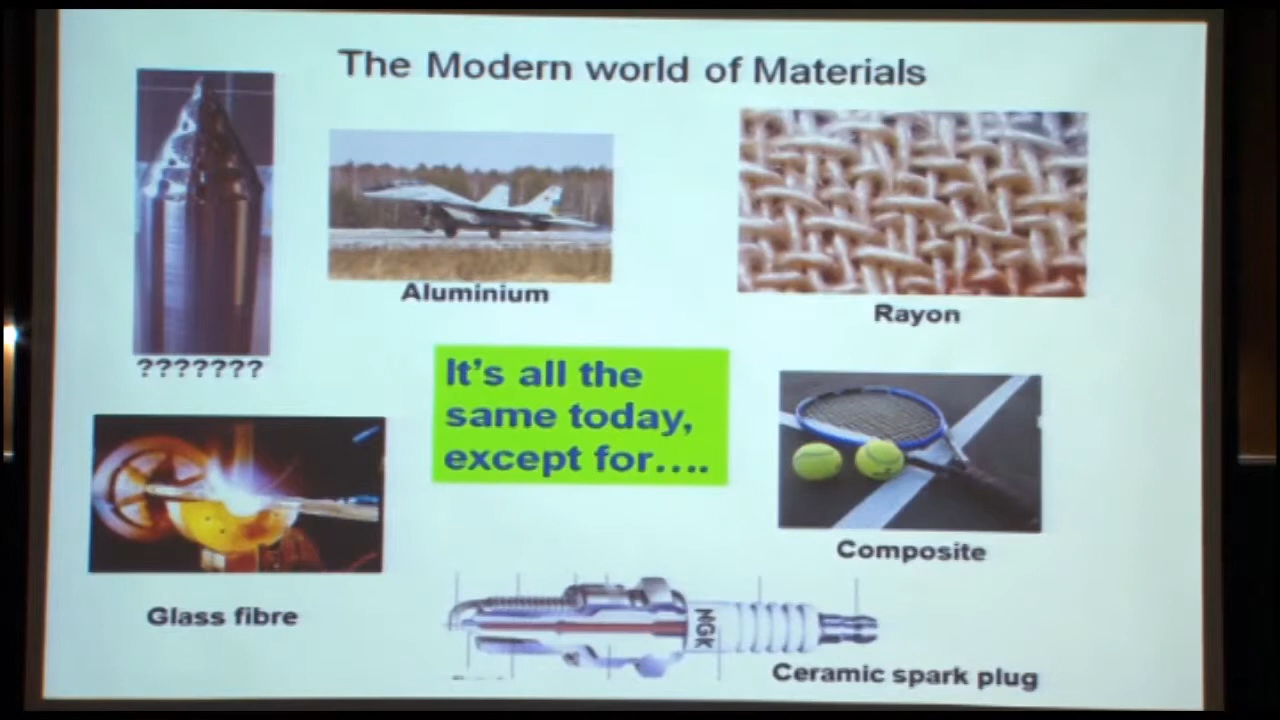 The Modern world of Materials
Aluminium
Rayon
???????
It's all the
same today,
except for....
Composite
Glass fibre
NGK
Ceramic spark plug